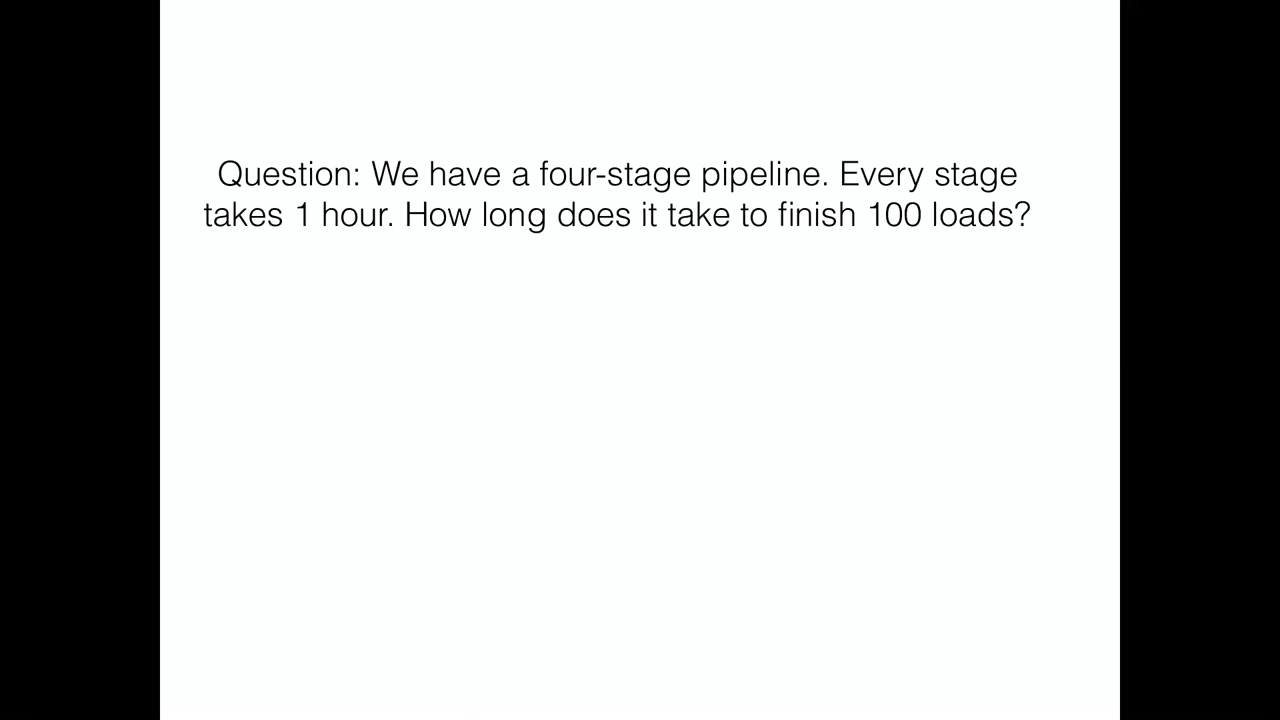 Question: We have a four-stage pipeline. Every stage
takes 1 hour. How long does it take to finish 100 loads?